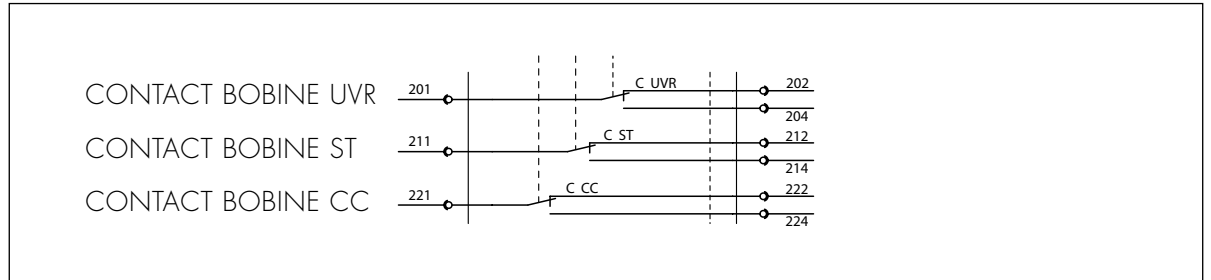 CONTACT BOBINE UVR 201 C UVR 202
204
CONTACT BOBINE ST 211 C ST 212
214
CONTACT BOBINE CC 221 C CC 222
224